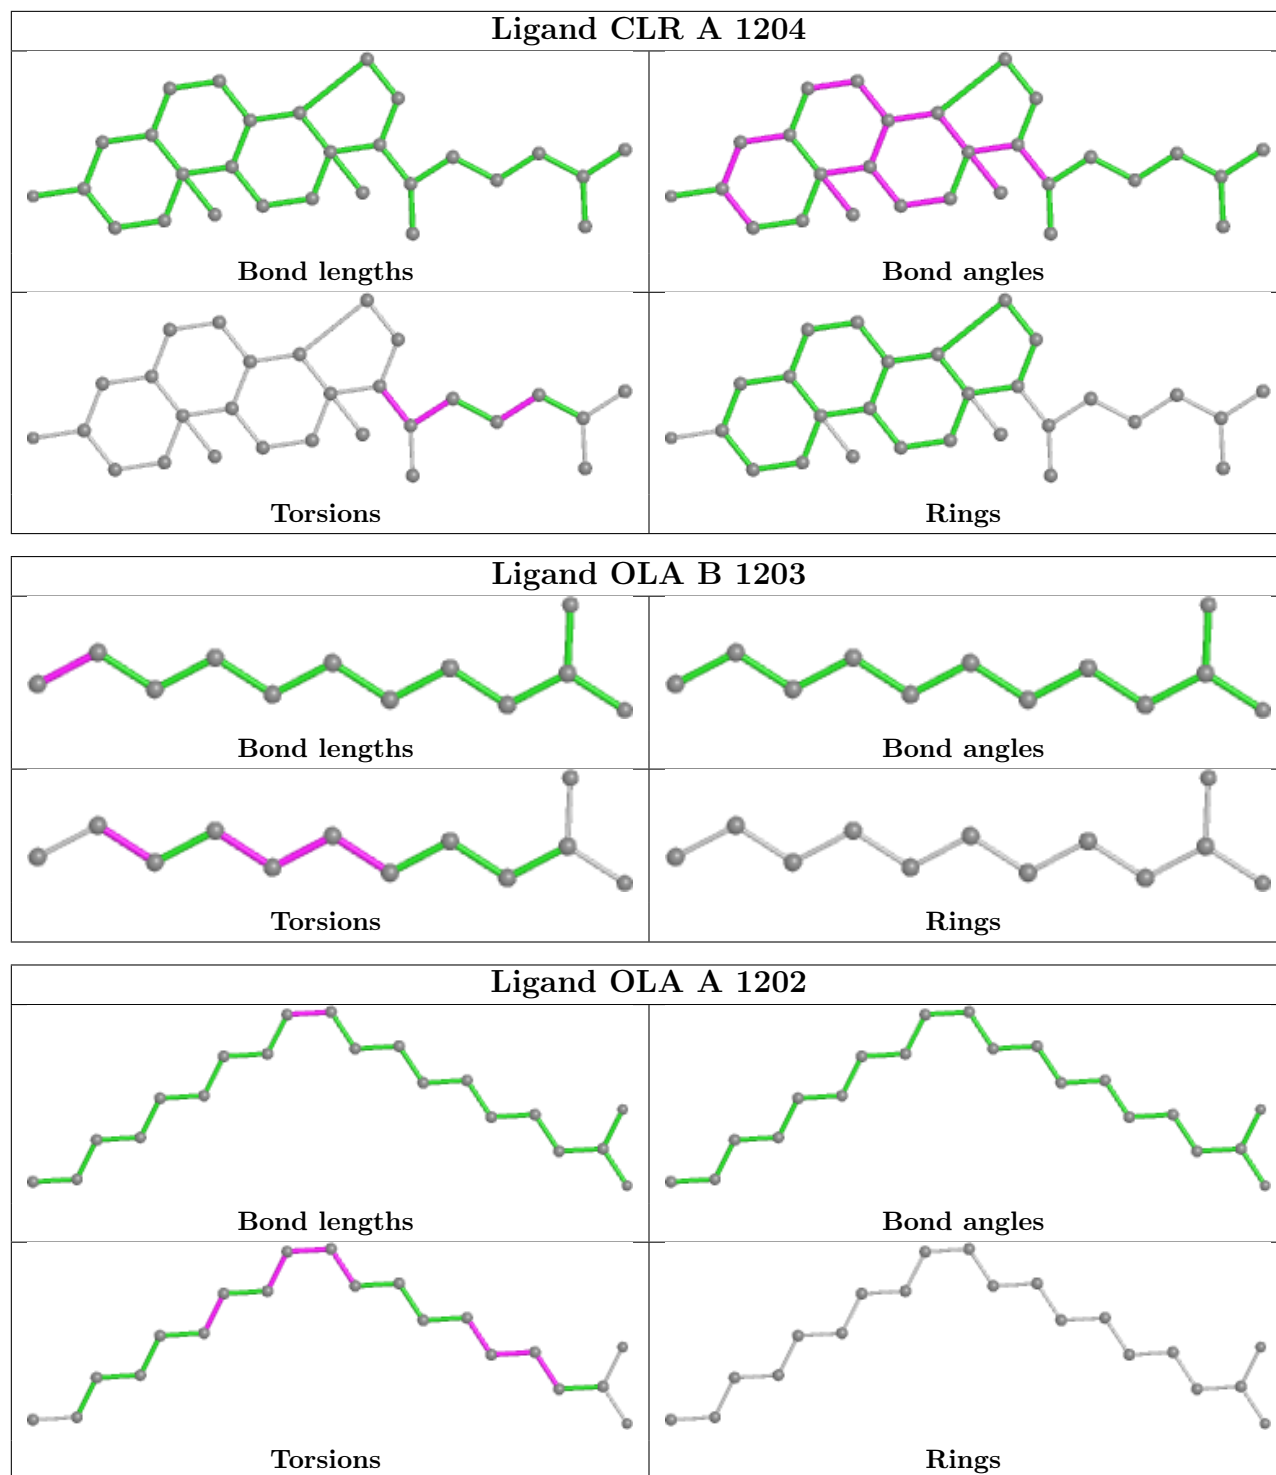 Ligand CLR A 1204
Bond lengths
Bond angles
Torsions
Rings
Ligand OLA B 1203
Bond lengths
Bond angles
Torsions
Rings
Ligand OLA A 1202
Bond lengths
Bond angles
Torsions
Rings